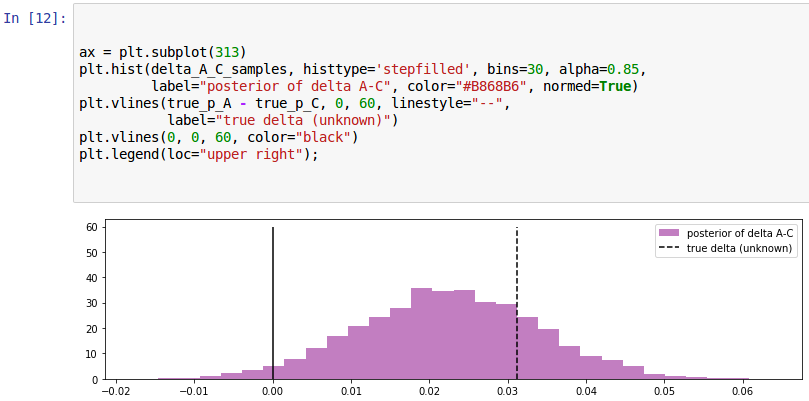 In [12]:
ax = plt.subplot(313)
plt.hist(delta_A_C_samples, histtype='stepfilled', bins=30, alpha=0.85,
         label="posterior of delta A-C", color="#B868B6", normed=True)
plt.vlines(true_p_A - true_p_C, 0, 60, linestyle="--",
           label="true delta (unknown)")
plt.vlines(0, 0, 60, color="black")
plt.legend(loc="upper right");
60
50
40
30
20
10
0
posterior of delta A-C
true delta (unknown)
−0.02 −0.01 0.00 0.01 0.02 0.03 0.04 0.05 0.06